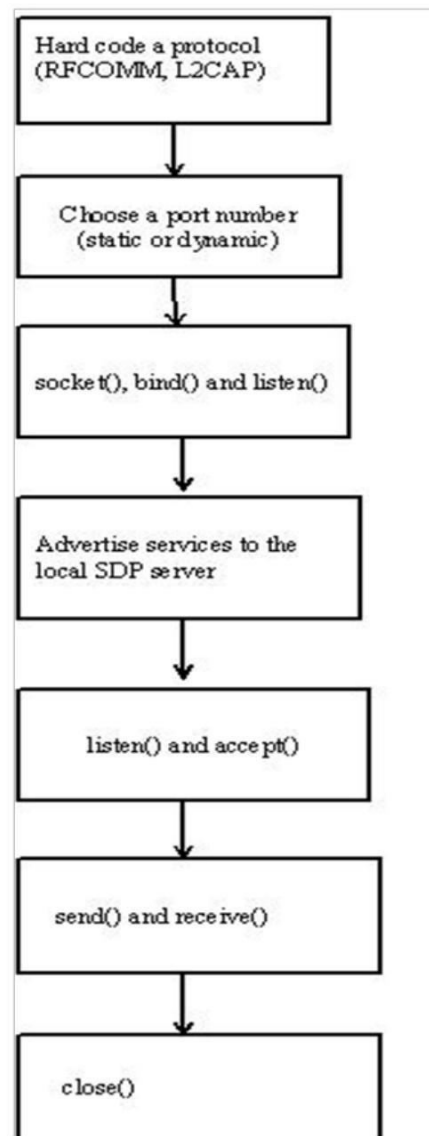 Hard code a protocol
(RFCOMM, L2CAP)
Choose a port number
(static or dynamic)
socket(), bind() and listen()
Advertise services to the
local SDP server
listen() and accept()
send() and receive()
close()